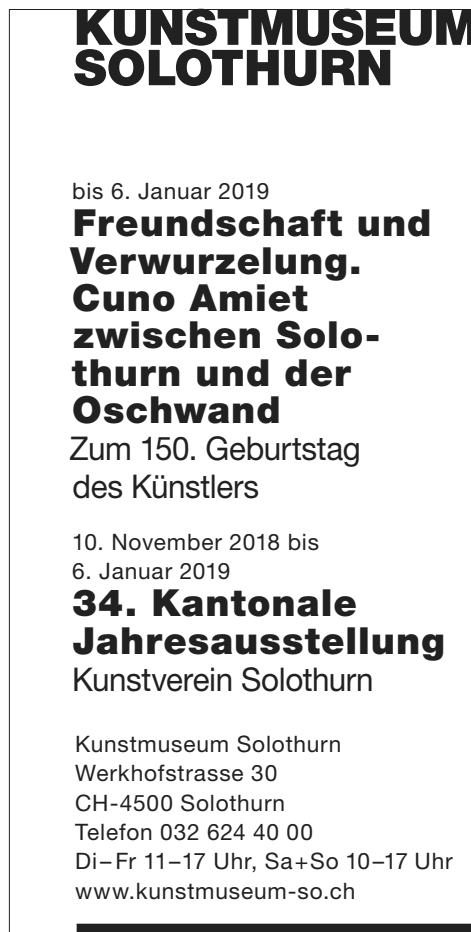 KUNSTMUSEUM
SOLOTHURN
bis 6. Januar 2019
Freundschaft und
Verwurzelung.
Cuno Amiet
zwischen Solo-
thurn und der
Oschwand
Zum 150. Geburtstag
des Künstlers
10. November 2018 bis
6. Januar 2019
34. Kantonale
Jahresausstellung
Kunstverein Solothurn
Kunstmuseum Solothurn
Werkhofstrasse 30
CH-4500 Solothurn
Telefon 032 624 40 00
Di–Fr 11–17 Uhr, Sa+So 10–17 Uhr
www.kunstmuseum-so.ch